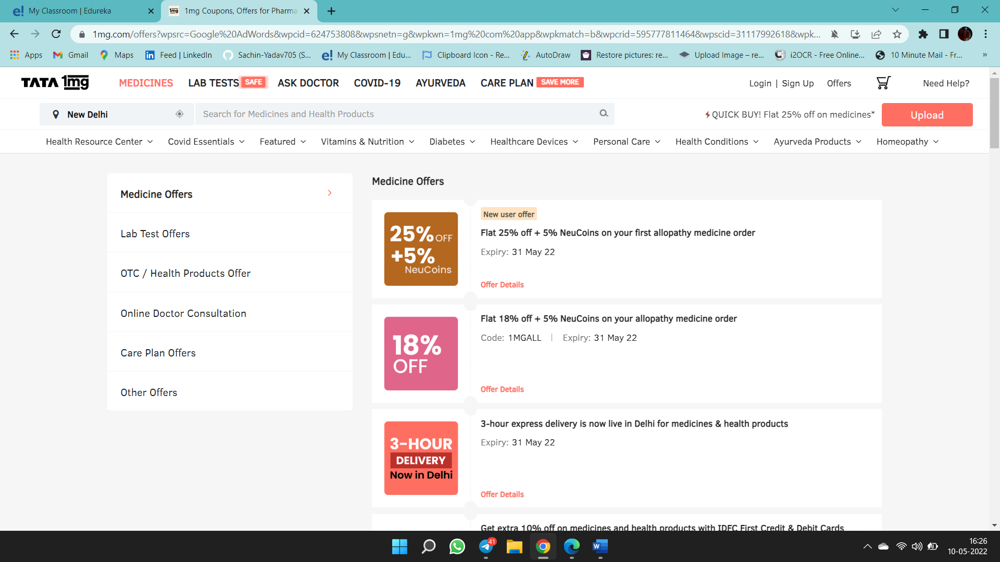 My Classroom | Edureka
1mg Coupons, Offers for Pharma
1mg.com/offers?wpsrc=Google%20AdWords&wpcid=624753808&wpsnetn=g&wpkwn=1mg%20com%20app&wpkmatch=b&wpcrid=595777811464&wpscid=31117992618&wpk...
Apps Gmail Maps Feed | LinkedIn Sachin-Yadav705 (S... My Classroom | Edu... Clipboard Icon - Re... AutoDraw Restore pictures: re... Upload Image – re... i2OCR - Free Online... 10 Minute Mail - Fr... »
TATA 1mg MEDICINES LAB TESTS SAFE ASK DOCTOR COVID-19 AYURVEDA CARE PLAN SAVE MORE Login | Sign Up Offers Need Help?
New Delhi Search for Medicines and Health Products QUICK BUY! Flat 25% off on medicines* Upload
Health Resource Center Covid Essentials Featured Vitamins & Nutrition Diabetes Healthcare Devices Personal Care Health Conditions Ayurveda Products Homeopathy
Medicine Offers
Lab Test Offers
OTC / Health Products Offer
Online Doctor Consultation
Care Plan Offers
Other Offers
Medicine Offers
25% OFF
+5%
NeuCoins
New user offer
Flat 25% off + 5% NeuCoins on your first allopathy medicine order
Expiry: 31 May 22
Offer Details
18%
OFF
Flat 18% off + 5% NeuCoins on your allopathy medicine order
Code: 1MGALL | Expiry: 31 May 22
Offer Details
3-HOUR
DELIVERY
Now in Delhi
3-hour express delivery is now live in Delhi for medicines & health products
Expiry: 31 May 22
Offer Details
Get extra 10% off on medicines and health products with IDFC First Credit & Debit Cards
41
16:26
10-05-2022